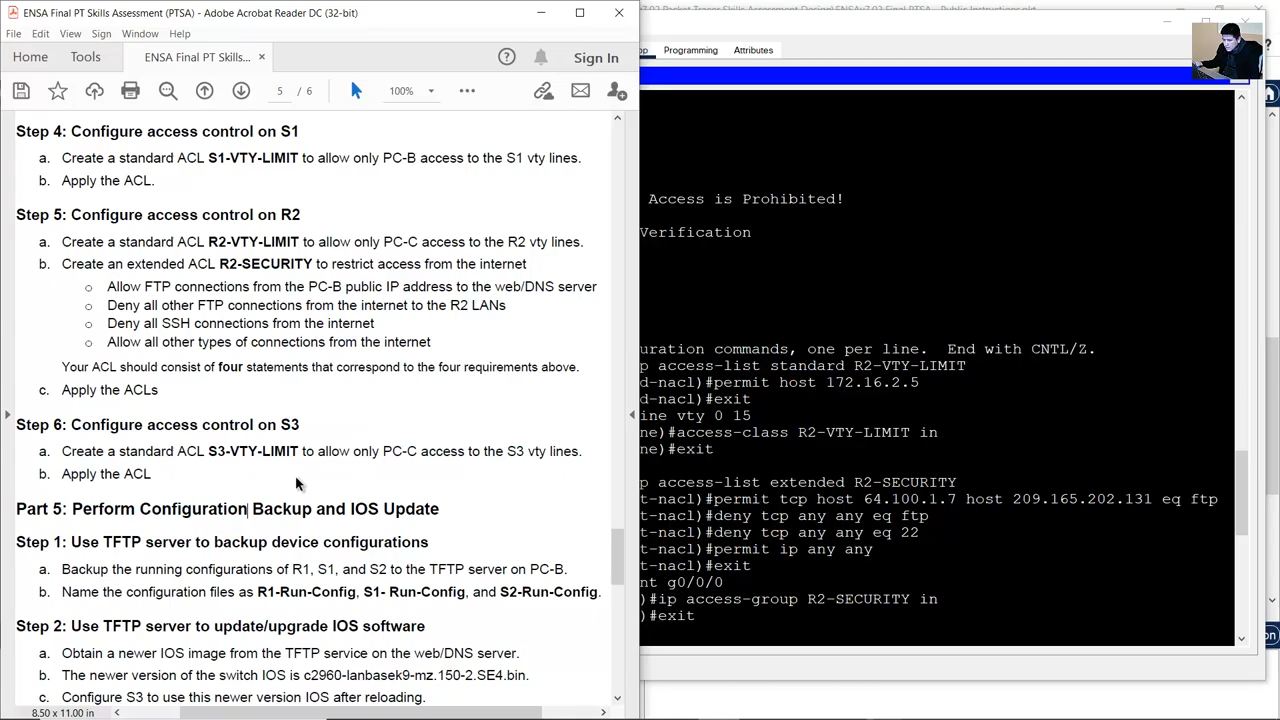 ENSA Final PT Skills Assessment (PTSA) - Adobe Acrobat Reader DC (32-bit)
File Edit View Sign Window Help
Home Tools ENSA Final PT Skills... × Sign In
5 / 6 100%
Step 4: Configure access control on S1
a. Create a standard ACL S1-VTY-LIMIT to allow only PC-B access to the S1 vty lines.
b. Apply the ACL.
Step 5: Configure access control on R2
a. Create a standard ACL R2-VTY-LIMIT to allow only PC-C access to the R2 vty lines.
b. Create an extended ACL R2-SECURITY to restrict access from the internet
o Allow FTP connections from the PC-B public IP address to the web/DNS server
o Deny all other FTP connections from the internet to the R2 LANs
o Deny all SSH connections from the internet
o Allow all other types of connections from the internet
Your ACL should consist of four statements that correspond to the four requirements above.
c. Apply the ACLs
Step 6: Configure access control on S3
a. Create a standard ACL S3-VTY-LIMIT to allow only PC-C access to the S3 vty lines.
b. Apply the ACL
Part 5: Perform Configuration Backup and IOS Update
Step 1: Use TFTP server to backup device configurations
a. Backup the running configurations of R1, S1, and S2 to the TFTP server on PC-B.
b. Name the configuration files as R1-Run-Config, S1- Run-Config, and S2-Run-Config.
Step 2: Use TFTP server to update/upgrade IOS software
a. Obtain a newer IOS image from the TFTP service on the web/DNS server.
b. The newer version of the switch IOS is c2960-lanbasek9-mz.150-2.SE4.bin.
c. Configure S3 to use this newer version IOS after reloading.
8.50 x 11.00 in
Programming Attributes
Access is Prohibited!
Verification
uration commands, one per line. End with CNTL/Z.
p access-list standard R2-VTY-LIMIT
d-nacl)#permit host 172.16.2.5
d-nacl)#exit
ine vty 0 15
ne)#access-class R2-VTY-LIMIT in
ne)#exit
p access-list extended R2-SECURITY
t-nacl)#permit tcp host 64.100.1.7 host 209.165.202.131 eq ftp
t-nacl)#deny tcp any any eq ftp
t-nacl)#deny tcp any any eq 22
t-nacl)#permit ip any any
t-nacl)#exit
nt g0/0/0
)#ip access-group R2-SECURITY in
)#exit
on